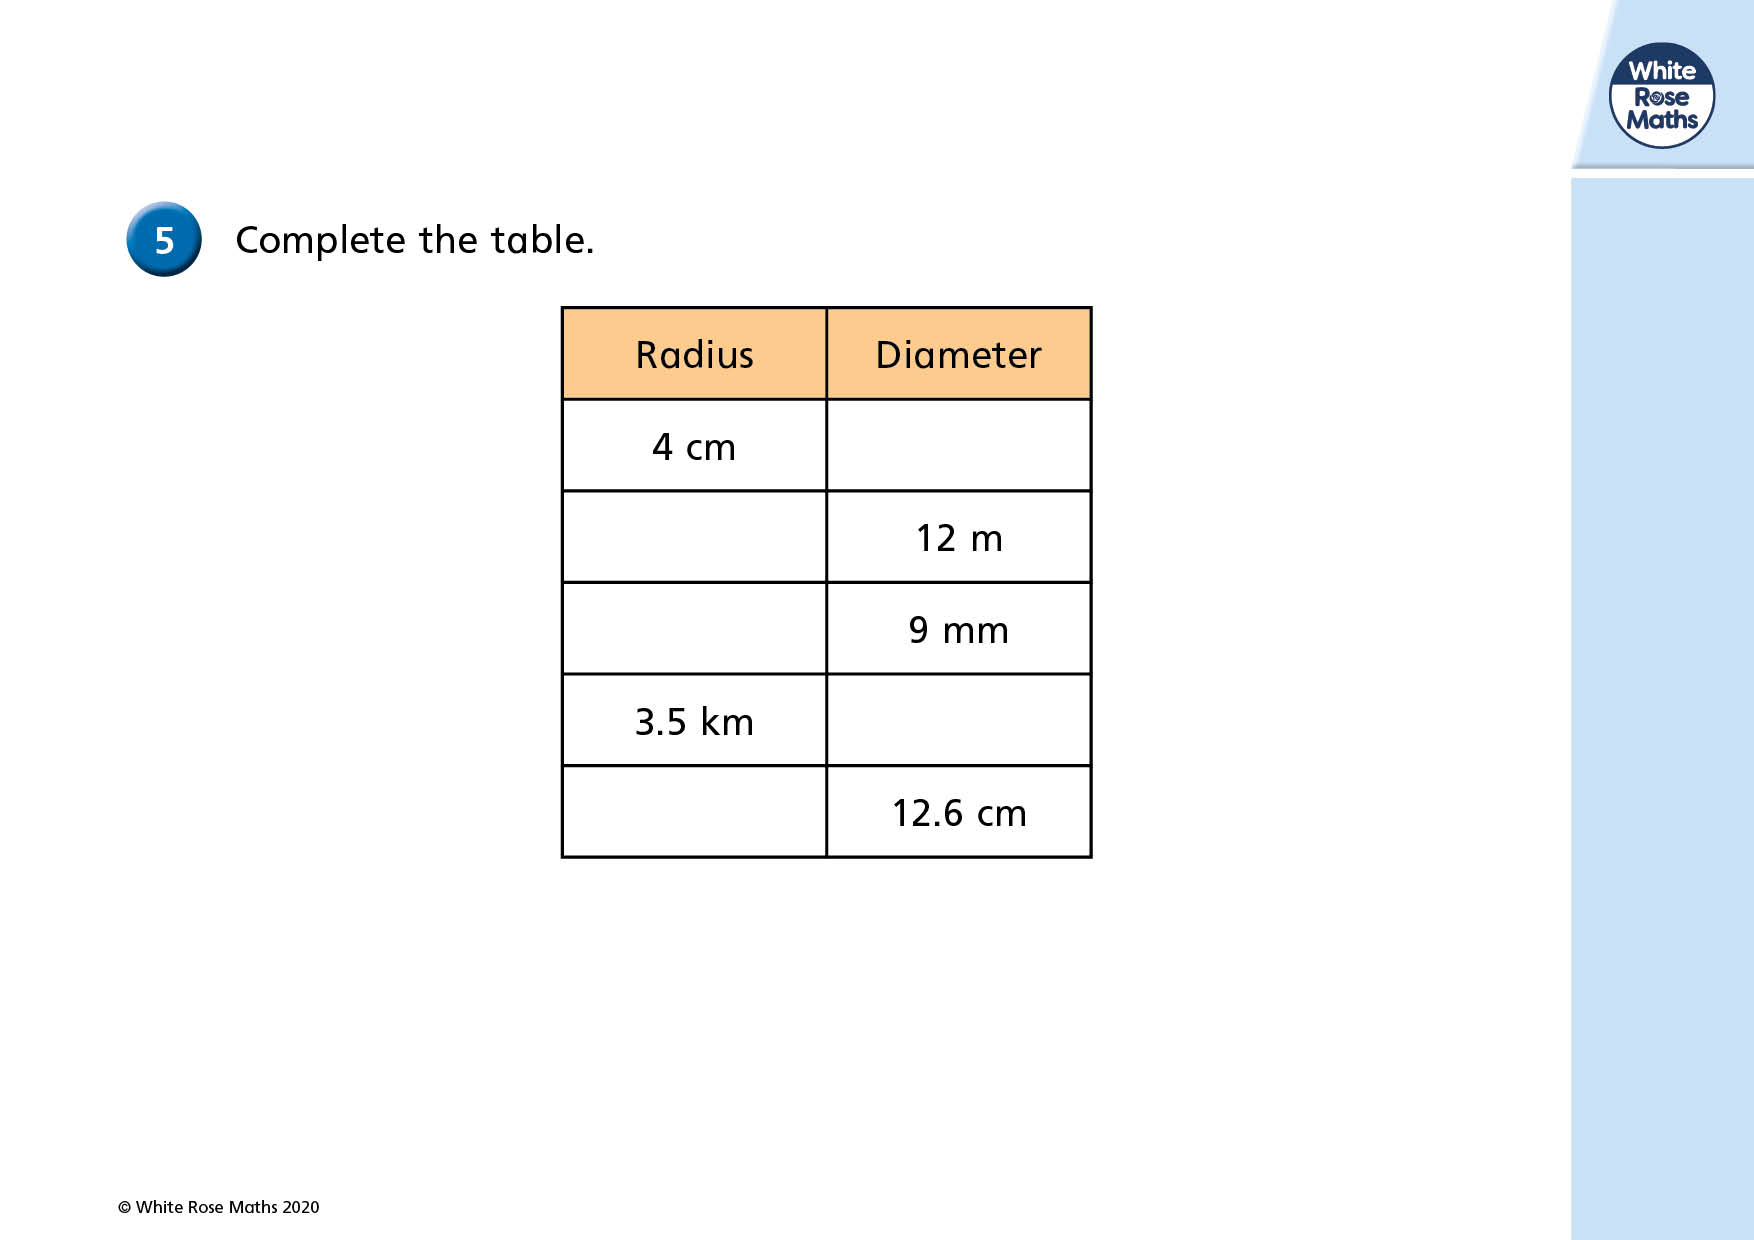 White
Rose
Maths
5 Complete the table.
Radius Diameter
4 cm
12 m
9 mm
3.5 km
12.6 cm
© White Rose Maths 2020